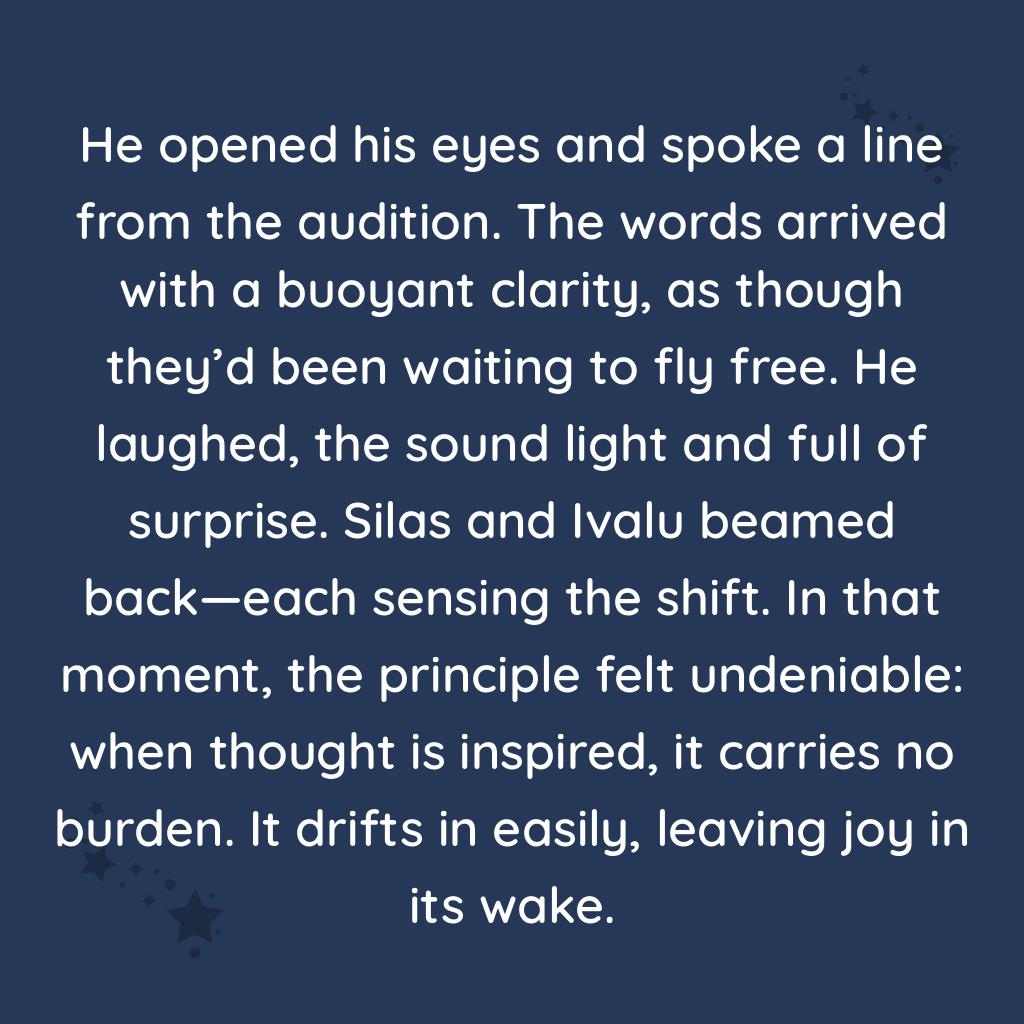 He opened his eyes and spoke a line
from the audition. The words arrived
with a buoyant clarity, as though
they’d been waiting to fly free. He
laughed, the sound light and full of
surprise. Silas and Ivalu beamed
back—each sensing the shift. In that
moment, the principle felt undeniable:
when thought is inspired, it carries no
burden. It drifts in easily, leaving joy in
its wake.